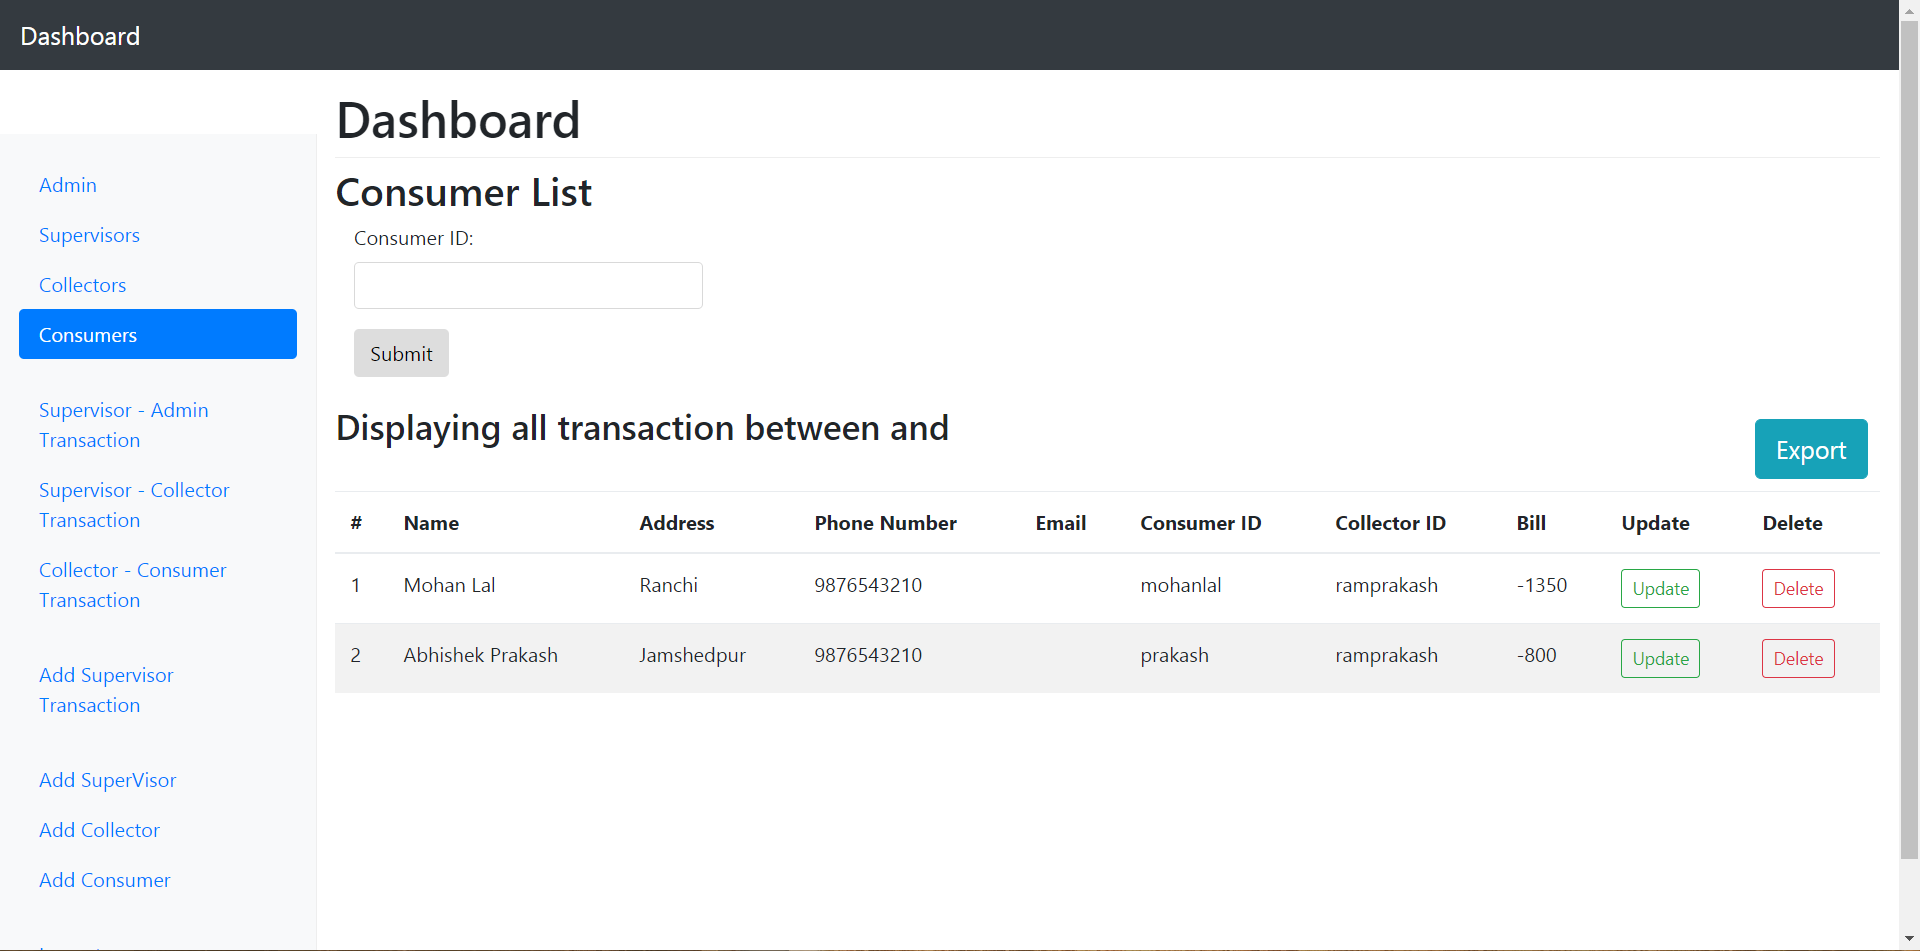 Dashboard
Admin
Supervisors
Collectors
Consumers
Supervisor - Admin
Transaction
Supervisor - Collector
Transaction
Collector - Consumer
Transaction
Add Supervisor
Transaction
Add SuperVisor
Add Collector
Add Consumer
Dashboard
Consumer List
Consumer ID:
Submit
Displaying all transaction between and
Export
# Name Address Phone Number Email Consumer ID Collector ID Bill Update Delete
1 Mohan Lal Ranchi 9876543210 mohanlal ramprakash -1350 Update Delete
2 Abhishek Prakash Jamshedpur 9876543210 prakash ramprakash -800 Update Delete